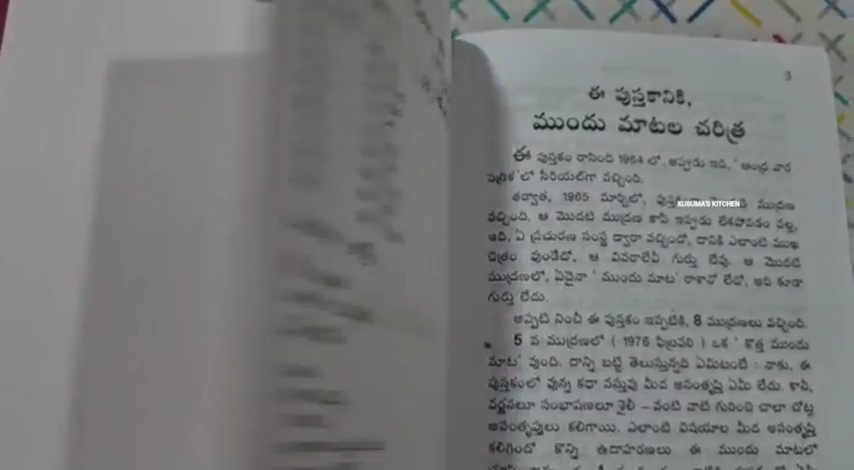 3
ఈ పుస్తకానికి,
ముందు మాటల చరిత్ర
ఈ పుస్తకం రాసింది 1964 లో. అప్పుడు ఇది, 'ఆంధ్ర వార
పత్రిక'లో సీరియల్‌గా వచ్చింది.
తర్వాత, 1965 మార్చిలో, ముద్రణ
KUSUMA'S KITCHEN
వచ్చింది. ఆ మొదటి ముద్రణ కాపీ ఇప్పుడు లేకపోవడం వల్ల,
అది, ఏ ప్రచురణ సంస్థ ద్వారా వచ్చిందో, దానికి ఎలాంటి ముఖ
చిత్రం వుండేదో, ఆ వివరాలేవీ గుర్తు లేవు. ఆ మొదటి
ముద్రణలో, ఏదైనా 'ముందు మాట' రాశానో లేదో, అది కూడా
గుర్తు లేదు.
అప్పటి నించీ ఈ పుస్తకం ఇప్పటికి, 8 ముద్రణలు వచ్చింది.
5 వ ముద్రణలో (1976 ఫిబ్రవరి) ఒక 'కొత్త ముందు
మాట' వుంది. దాన్ని బట్టి తెలుస్తున్నది ఏమిటంటే : నాకు, ఈ
పుస్తకంలో వున్న కధా వస్తువు మీద అసంతృప్తి ఏమీ లేదు. కానీ,
వర్ణనలూ సంభాషణలూ శైలీ – వంటి వాటి గురించి చాలా చోట్ల
అసంతృప్తులు కలిగాయి. ఎలాంటి విషయాల మీద అసంతృప్తి
కలిగిందో కొన్ని ఉదాహరణలు ఈ ముందు మాటలో